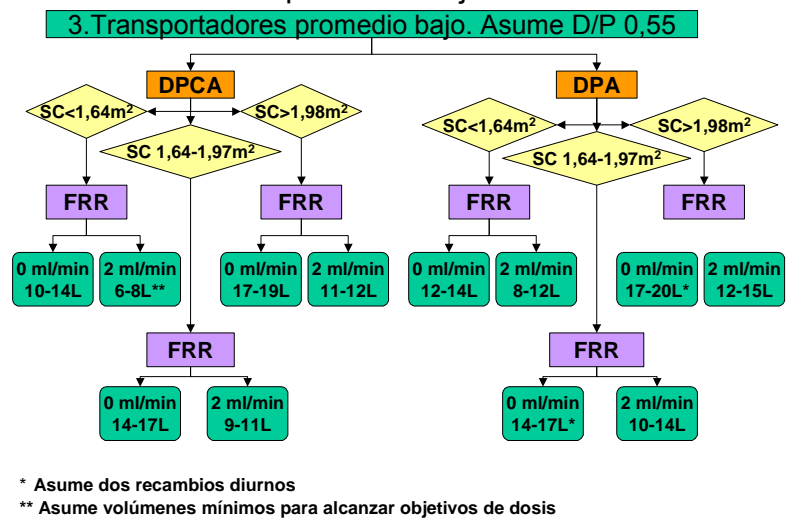 3.Transportadores promedio bajo. Asume D/P 0,55
DPCA
DPA
SC<1,64m²
SC>1,98m²
SC 1,64-1,97m²
SC<1,64m²
SC>1,98m²
SC 1,64-1,97m²
FRR
FRR
FRR
FRR
0 ml/min
10-14L
2 ml/min
6-8L**
0 ml/min
17-19L
2 ml/min
11-12L
0 ml/min
12-14L
2 ml/min
8-12L
0 ml/min
17-20L*
2 ml/min
12-15L
FRR
FRR
0 ml/min
14-17L
2 ml/min
9-11L
0 ml/min
14-17L*
2 ml/min
10-14L
* Asume dos recambios diurnos
** Asume volúmenes mínimos para alcanzar objetivos de dosis